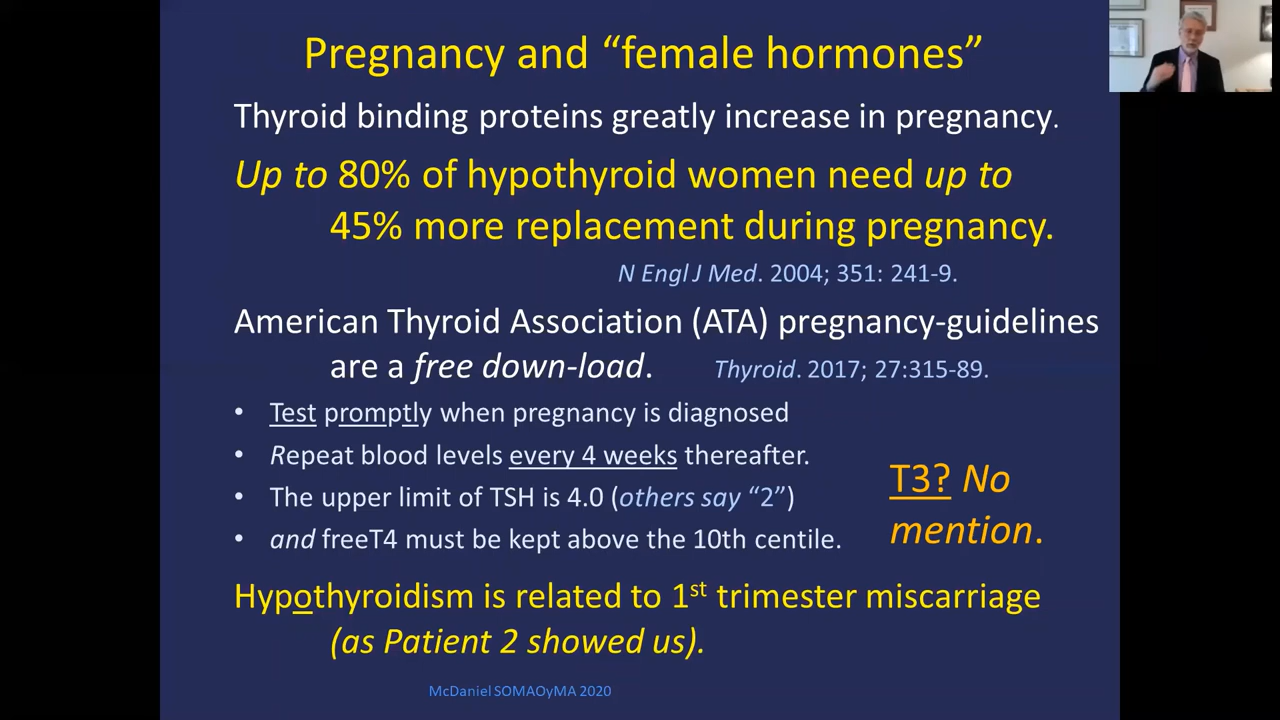 Pregnancy and “female hormones”
Thyroid binding proteins greatly increase in pregnancy.
Up to 80% of hypothyroid women need up to
45% more replacement during pregnancy.
N Engl J Med. 2004; 351: 241-9.
American Thyroid Association (ATA) pregnancy-guidelines
are a free down-load. Thyroid. 2017; 27:315-89.
• Test promptly when pregnancy is diagnosed
• Repeat blood levels every 4 weeks thereafter.
• The upper limit of TSH is 4.0 (others say “2”)
• and freeT4 must be kept above the 10th centile.
T3? No
mention.
Hypothyroidism is related to 1st trimester miscarriage
(as Patient 2 showed us).
McDaniel SOMAOyMA 2020